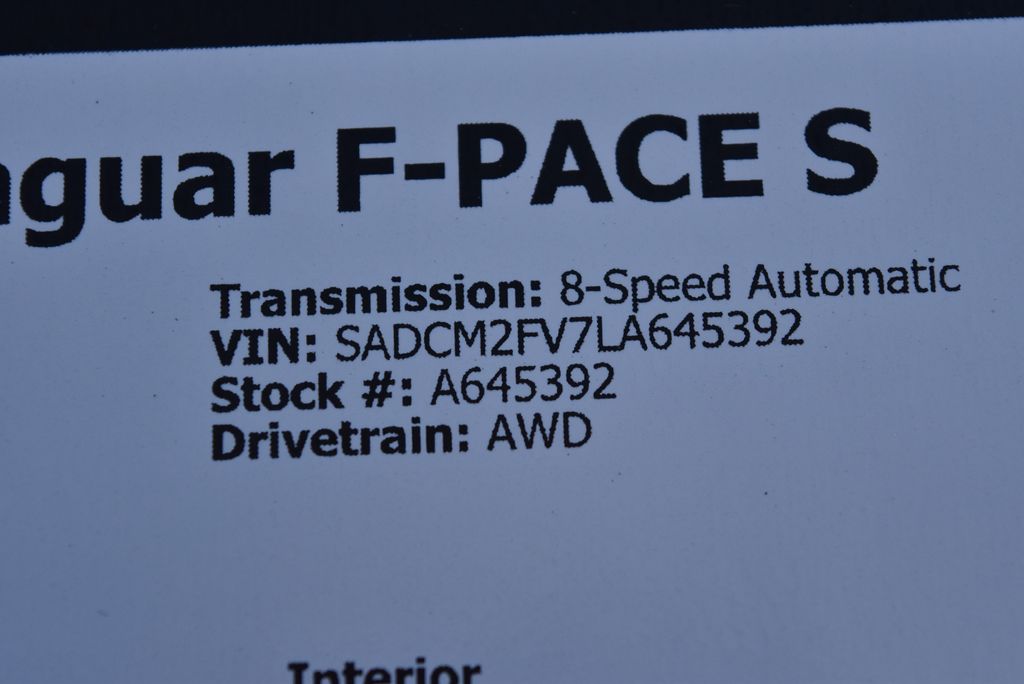 aguar F-PACE S
Transmission: 8-Speed Automatic
VIN: SADCM2FV7LA645392
Stock #: A645392
Drivetrain: AWD
Interior